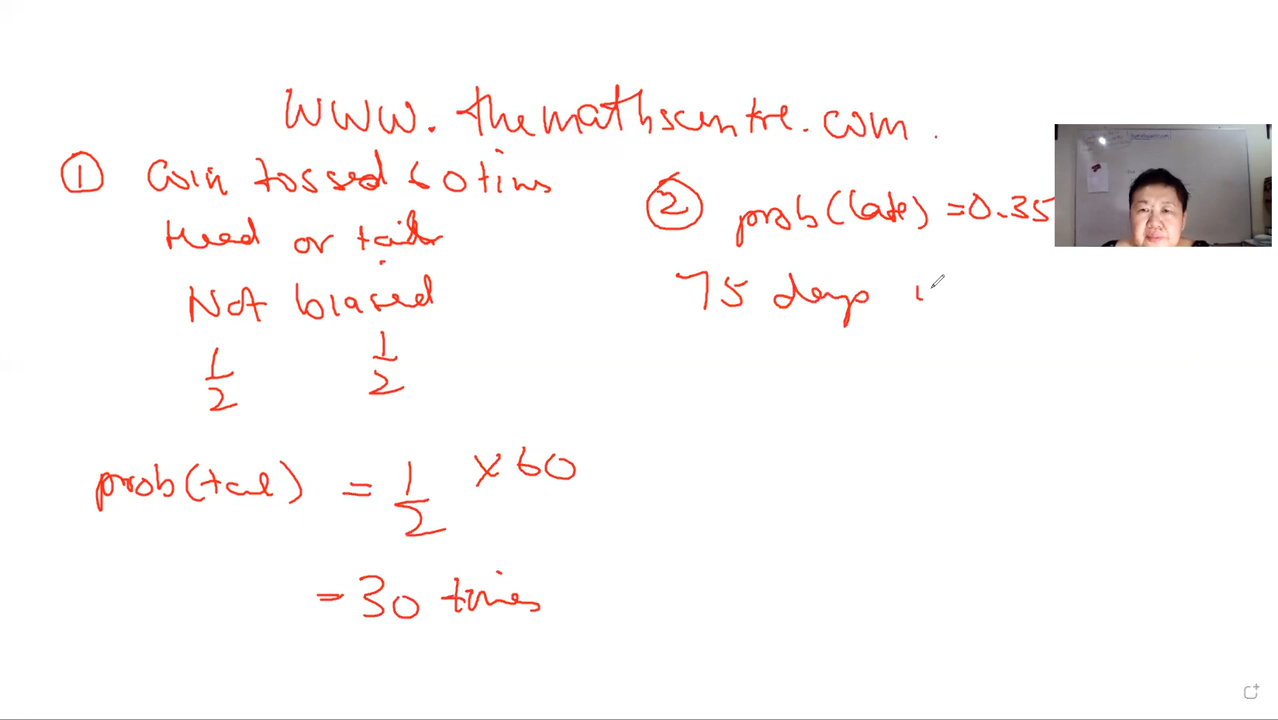 www.themathscentre.com.
① Coin tossed 60 times
Head or tail
Not biased
1/2 1/2
prob(tail) = 1/2 × 60
= 30 times
② prob(late) = 0.35
75 days